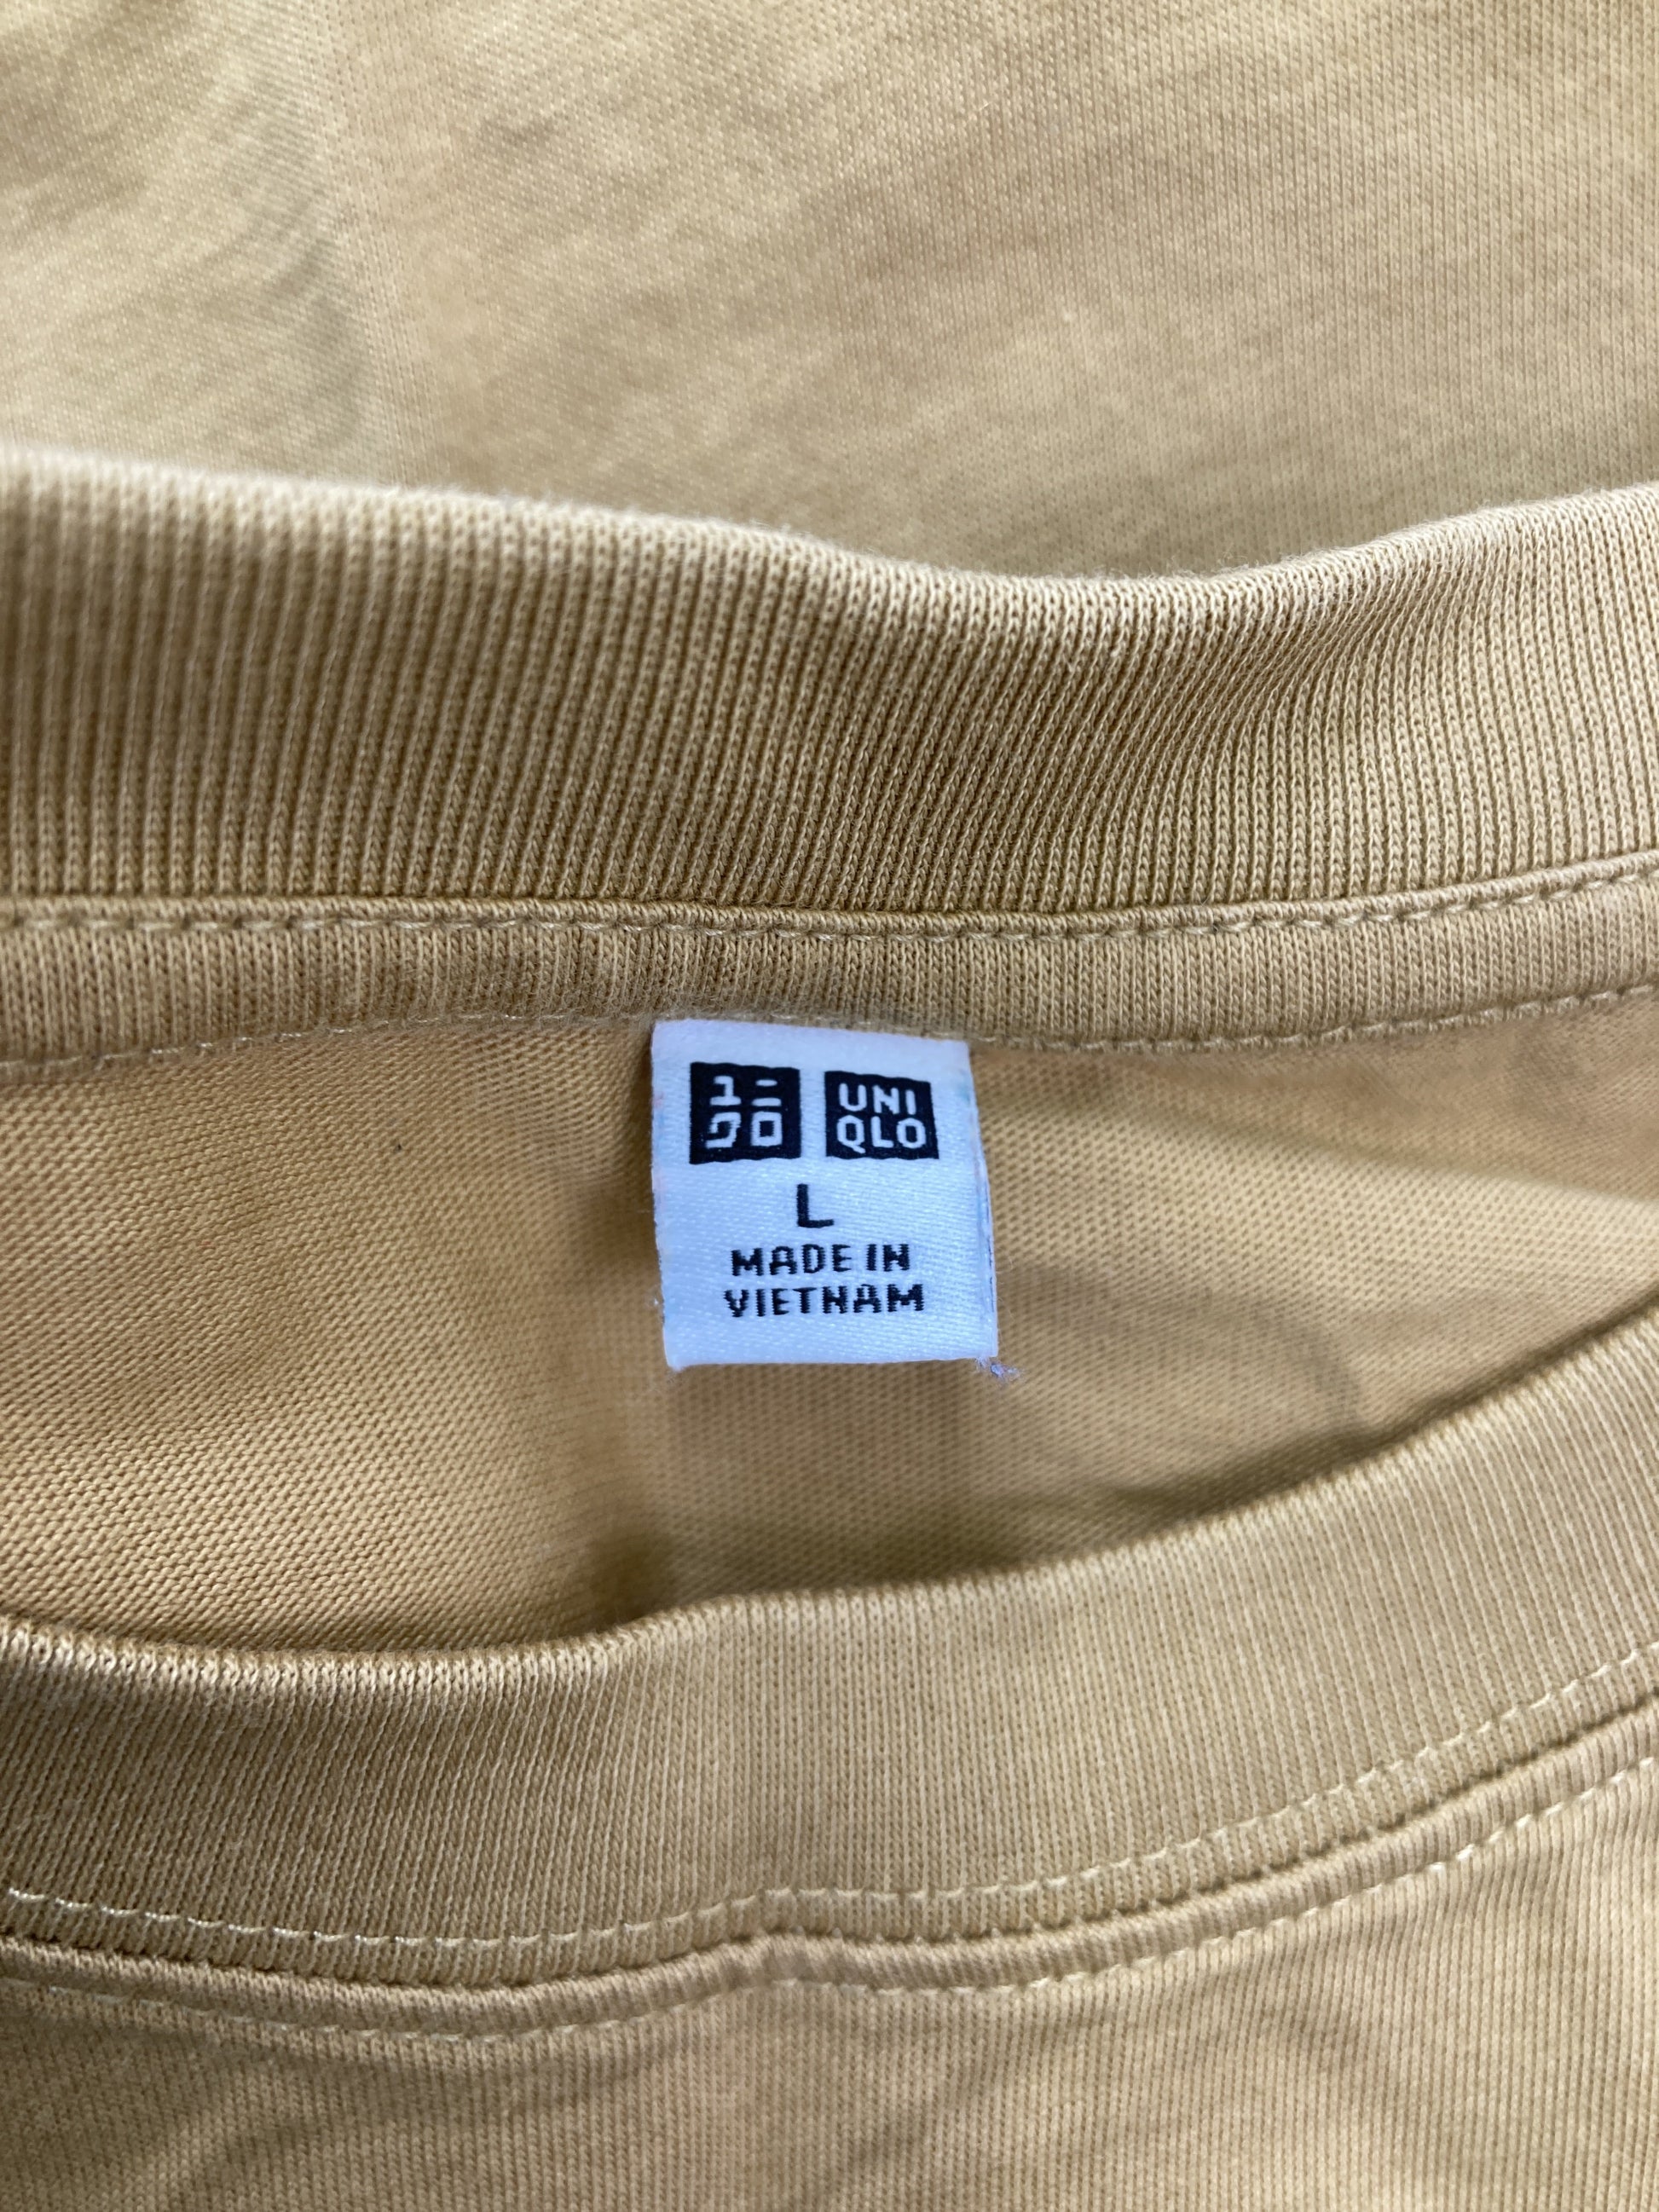 ユニ UNI
クロ QLO
L
MADE IN
VIETNAM